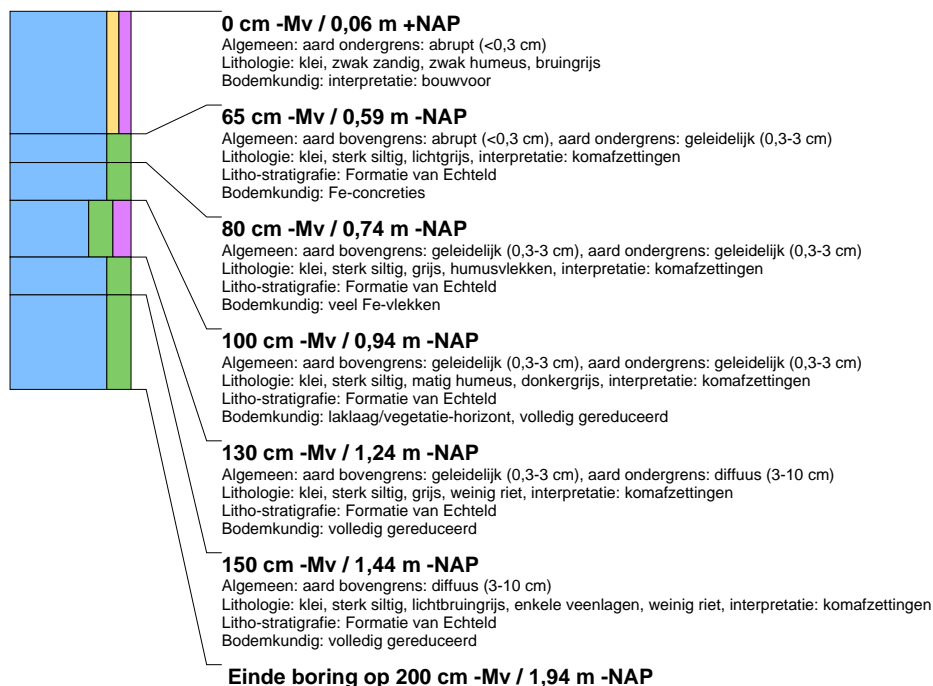 0 cm -Mv / 0,06 m +NAP
Algemeen: aard ondergrens: abrupt (<0,3 cm)
Lithologie: klei, zwak zandig, zwak humeus, bruingrijs
Bodemkundig: interpretatie: bouwvoor
65 cm -Mv / 0,59 m -NAP
Algemeen: aard bovengrens: abrupt (<0,3 cm), aard ondergrens: geleidelijk (0,3-3 cm)
Lithologie: klei, sterk siltig, lichtgrijs, interpretatie: komafzettingen
Litho-stratigrafie: Formatie van Echteld
Bodemkundig: Fe-concreties
80 cm -Mv / 0,74 m -NAP
Algemeen: aard bovengrens: geleidelijk (0,3-3 cm), aard ondergrens: geleidelijk (0,3-3 cm)
Lithologie: klei, sterk siltig, grijs, humusvlekken, interpretatie: komafzettingen
Litho-stratigrafie: Formatie van Echteld
Bodemkundig: veel Fe-vlekken
100 cm -Mv / 0,94 m -NAP
Algemeen: aard bovengrens: geleidelijk (0,3-3 cm), aard ondergrens: geleidelijk (0,3-3 cm)
Lithologie: klei, sterk siltig, matig humeus, donkergrijs, interpretatie: komafzettingen
Litho-stratigrafie: Formatie van Echteld
Bodemkundig: laklaag/vegetatie-horizont, volledig gereduceerd
130 cm -Mv / 1,24 m -NAP
Algemeen: aard bovengrens: geleidelijk (0,3-3 cm), aard ondergrens: diffuus (3-10 cm)
Lithologie: klei, sterk siltig, grijs, weinig riet, interpretatie: komafzettingen
Litho-stratigrafie: Formatie van Echteld
Bodemkundig: volledig gereduceerd
150 cm -Mv / 1,44 m -NAP
Algemeen: aard bovengrens: diffuus (3-10 cm)
Lithologie: klei, sterk siltig, lichtbruingrijs, enkele veenlagen, weinig riet, interpretatie: komafzettingen
Litho-stratigrafie: Formatie van Echteld
Bodemkundig: volledig gereduceerd
Einde boring op 200 cm -Mv / 1,94 m -NAP